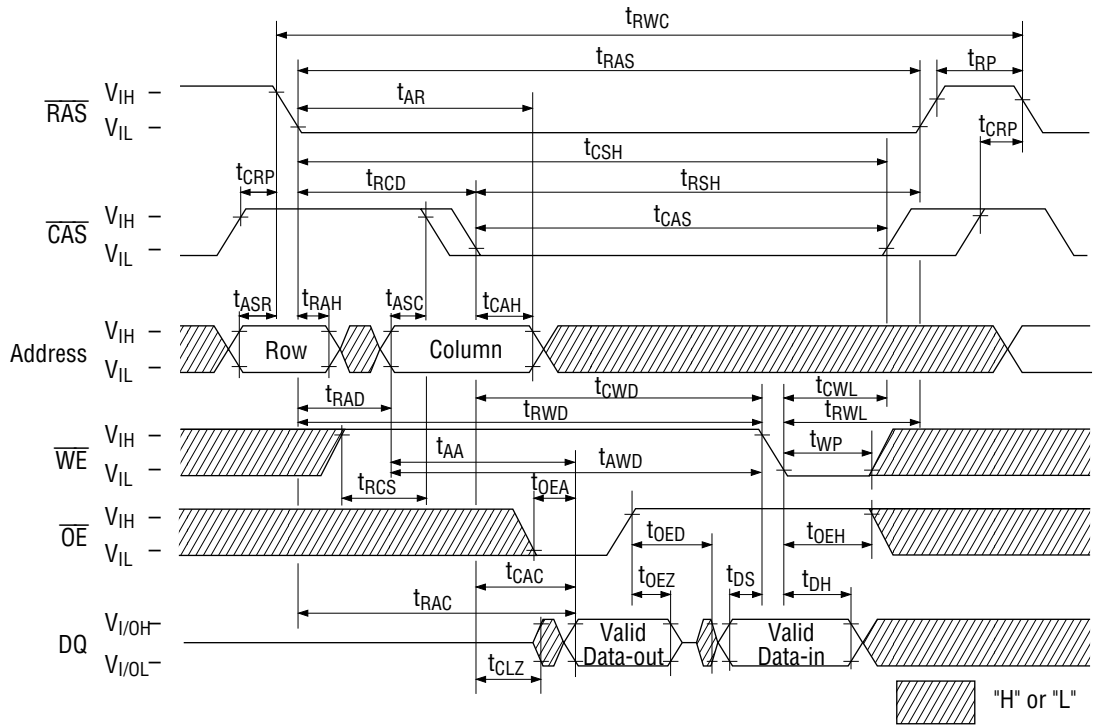 tRWC
tRAS
tRP
tAR
RAS
VIH
VIL
tCRP
tCSH
tCRP
tRCD
tRSH
CAS
VIH
VIL
tCAS
tASR
tRAH
tASC
tCAH
Address
VIH
VIL
Row
Column
tRAD
tCWD
tCWL
tRWD
tRWL
WE
VIH
VIL
tAA
tAWD
tWP
tRCS
tOEA
OE
VIH
VIL
tOED
tOEH
tCAC
tOEZ
tDS
tDH
tRAC
DQ
VI/OH
VI/OL
Valid
Data-out
Valid
Data-in
tCLZ
"H" or "L"